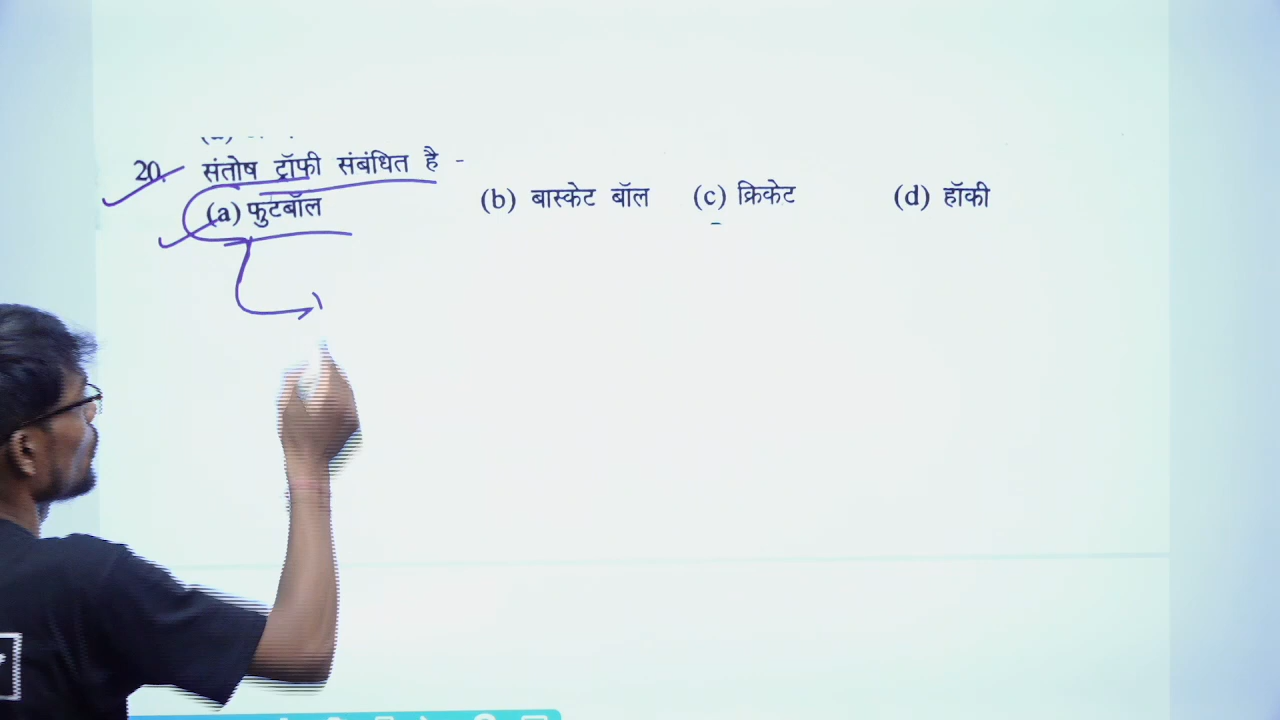 20. संतोष ट्रॉफी संबंधित है -
(a) फुटबॉल (b) बास्केट बॉल (c) क्रिकेट (d) हॉकी